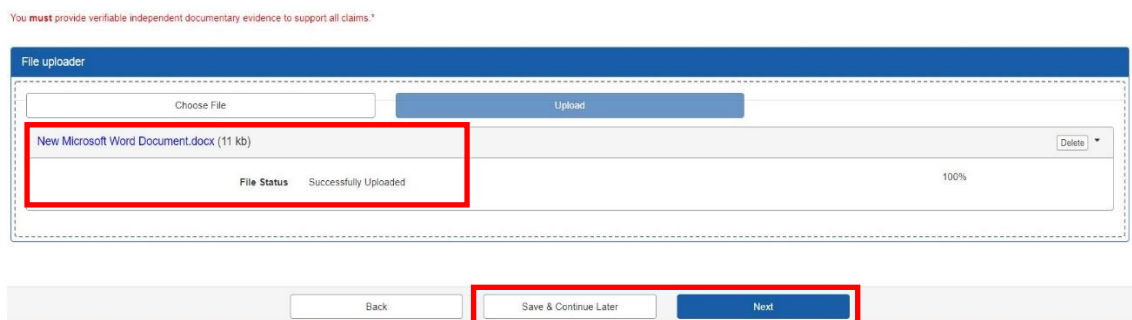 You must provide verifiable independent documentary evidence to support all claims.*
File uploader
Choose File Upload
New Microsoft Word Document.docx (11 kb) Delete
File Status Successfully Uploaded 100%
Back Save & Continue Later Next